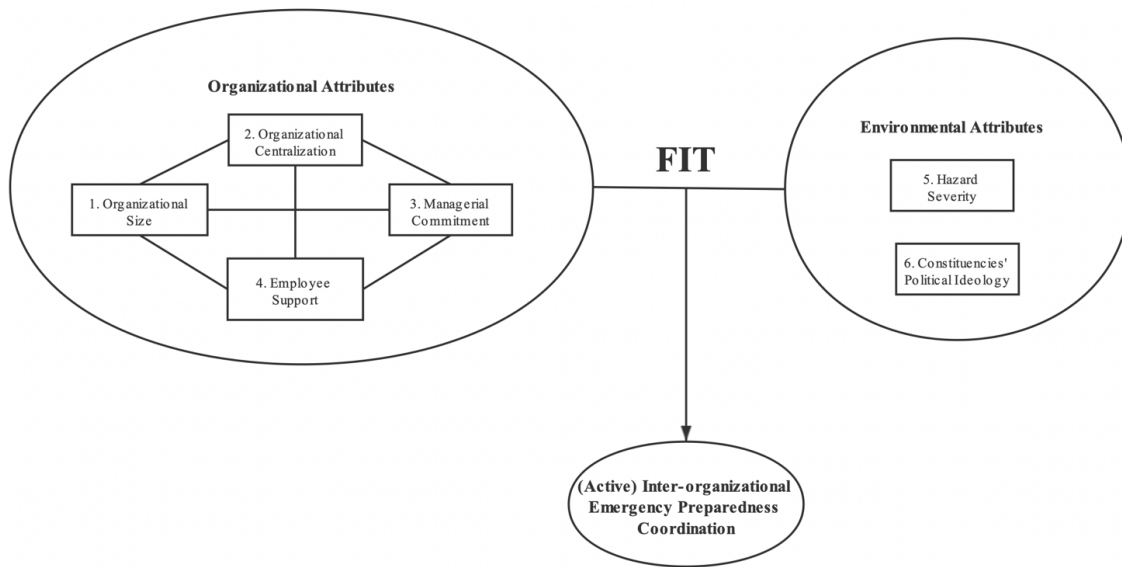 Organizational Attributes
2. Organizational
Centralization
1. Organizational
Size
3. Managerial
Commitment
4. Employee
Support
FIT
Environmental Attributes
5. Hazard
Severity
6. Constituencies'
Political Ideology
(Active) Inter-organizational
Emergency Preparedness
Coordination